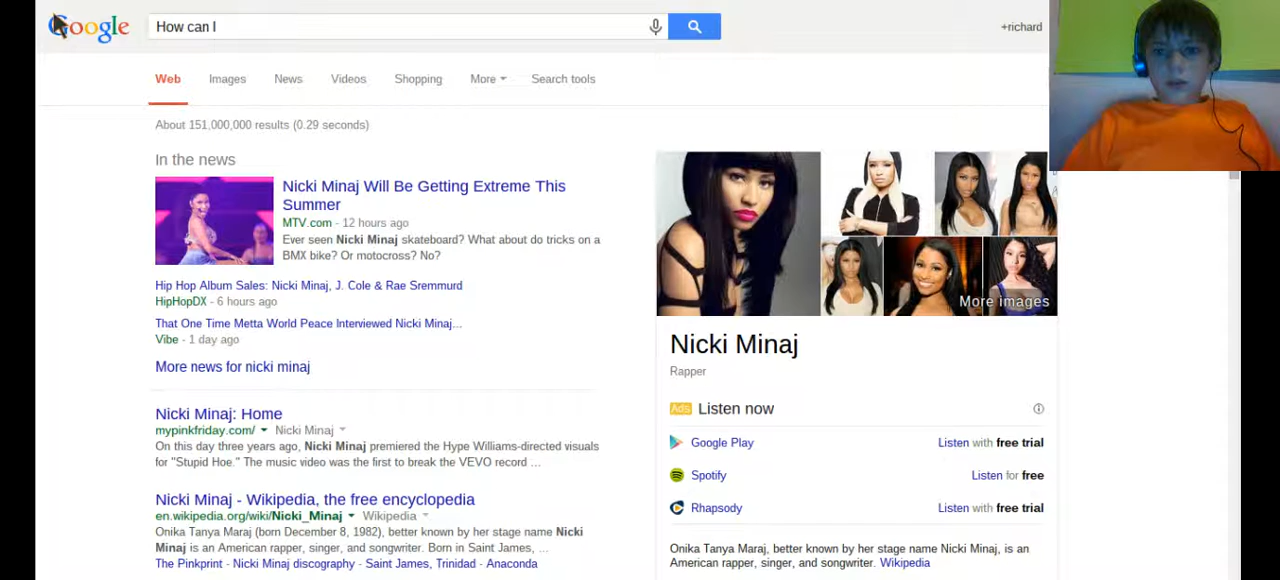 Google
How can I
+richard
Web Images News Videos Shopping More Search tools
About 151,000,000 results (0.29 seconds)
In the news
Nicki Minaj Will Be Getting Extreme This
Summer
MTV.com - 12 hours ago
Ever seen Nicki Minaj skateboard? What about do tricks on a
BMX bike? Or motocross? No?
Hip Hop Album Sales: Nicki Minaj, J. Cole & Rae Sremmurd
HipHopDX - 6 hours ago
That One Time Metta World Peace Interviewed Nicki Minaj...
Vibe - 1 day ago
More news for nicki minaj
Nicki Minaj: Home
mypinkfriday.com/ Nicki Minaj
On this day three years ago, Nicki Minaj premiered the Hype Williams-directed visuals
for "Stupid Hoe." The music video was the first to break the VEVO record ...
Nicki Minaj - Wikipedia, the free encyclopedia
en.wikipedia.org/wiki/Nicki_Minaj Wikipedia
Onika Tanya Maraj (born December 8, 1982), better known by her stage name Nicki
Minaj is an American rapper, singer, and songwriter. Born in Saint James, ...
The Pinkprint - Nicki Minaj discography - Saint James, Trinidad - Anaconda
More images
Nicki Minaj
Rapper
Ads Listen now
Google Play Listen with free trial
Spotify Listen for free
Rhapsody Listen with free trial
Onika Tanya Maraj, better known by her stage name Nicki Minaj, is an
American rapper, singer, and songwriter. Wikipedia